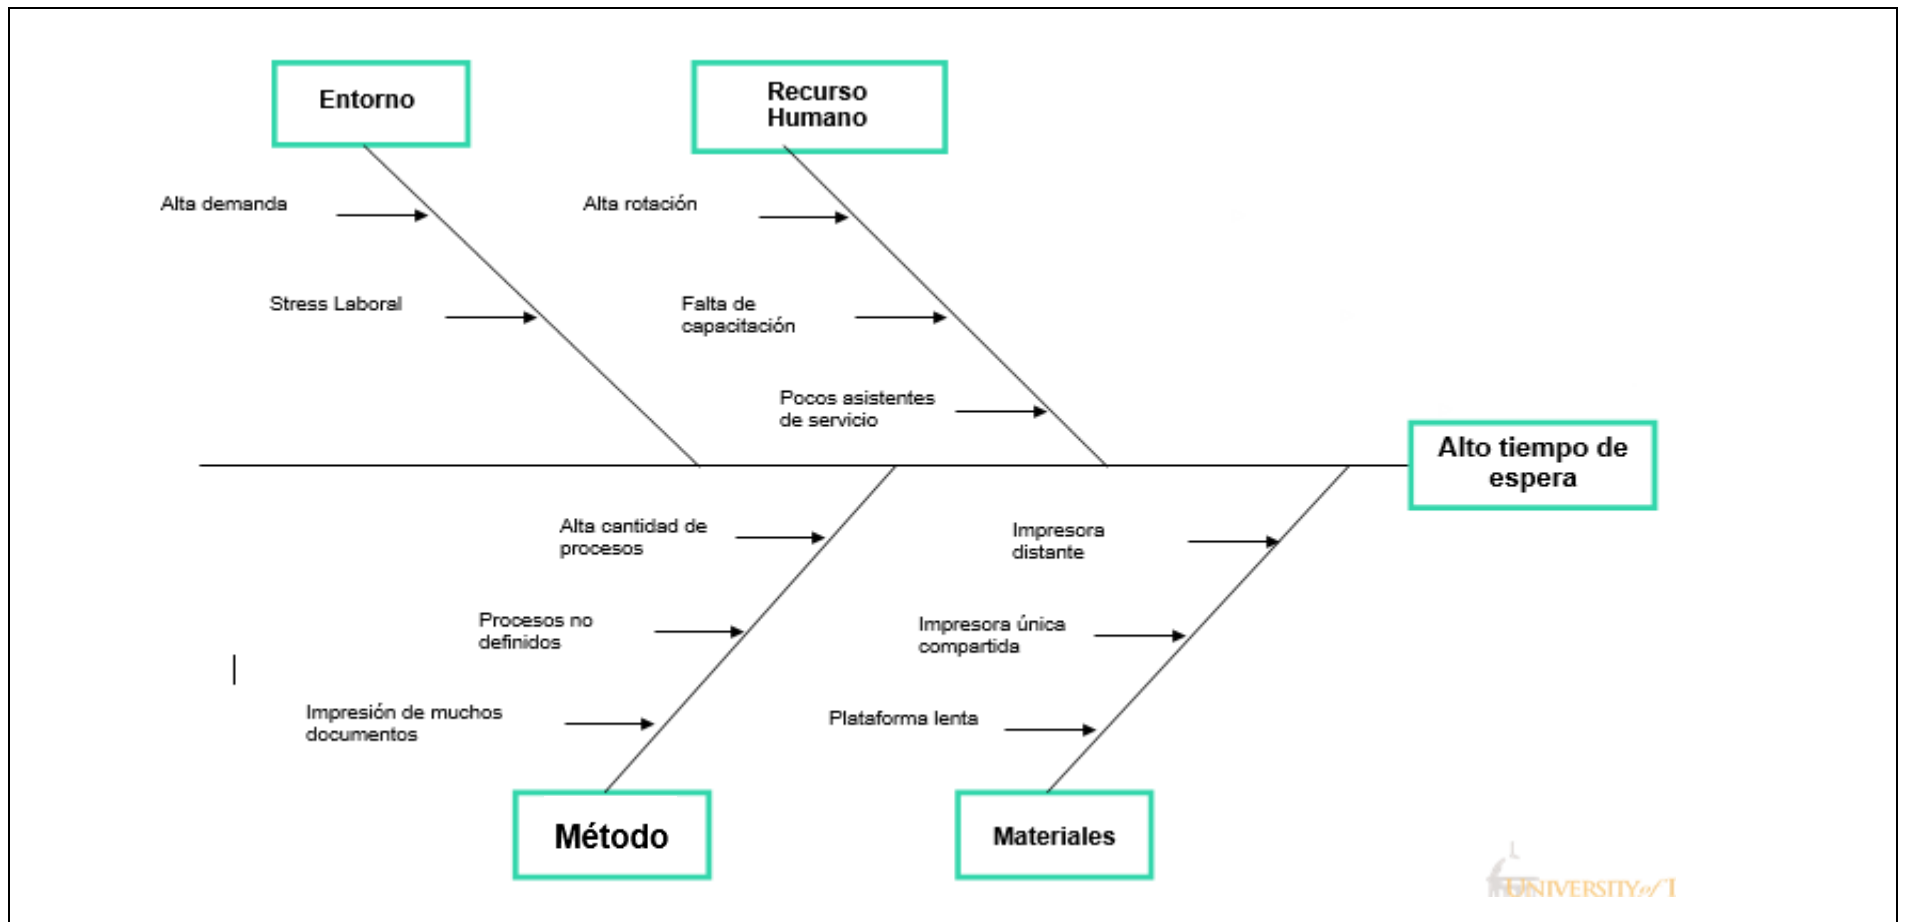 Entorno
Recurso
Humano
Alta demanda
Alta rotación
Stress Laboral
Falta de
capacitación
Pocos asistentes
de servicio
Alto tiempo de
espera
Alta cantidad de
procesos
Impresora
distante
Procesos no
definidos
Impresora única
compartida
Impresión de muchos
documentos
Plataforma lenta
Método
Materiales
UNIVERSITY of